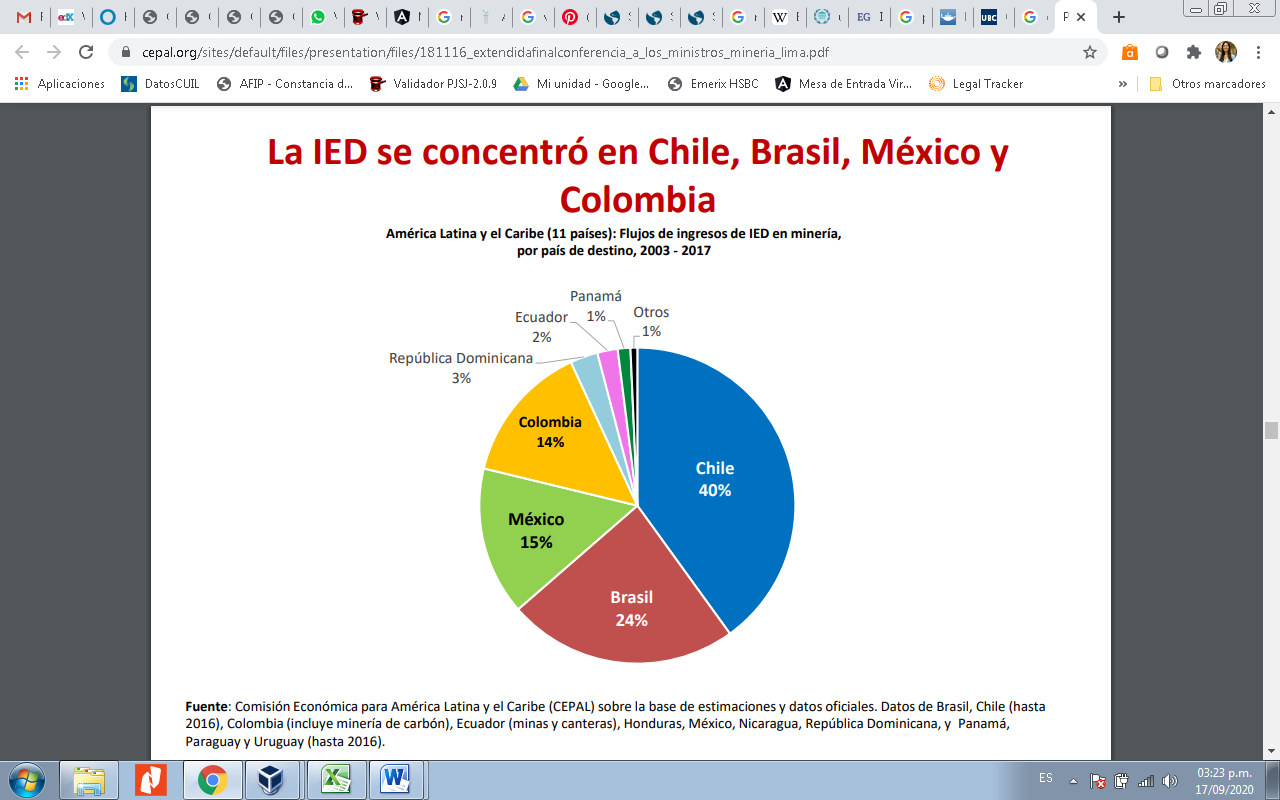 cepal.org/sites/default/files/presentation/files/181116_extendidafinalconferencia_a_los_ministros_mineria_lima.pdf
Aplicaciones DatosCUIL AFIP - Constancia d... Validador PJSJ-2.0.9 Mi unidad - Google... Emerix HSBC Mesa de Entrada Vir... Legal Tracker » Otros marcadores
La IED se concentró en Chile, Brasil, México y
Colombia
América Latina y el Caribe (11 países): Flujos de ingresos de IED en minería,
por país de destino, 2003 - 2017
Panamá
1%
Otros
1%
Ecuador
2%
República Dominicana
3%
Colombia
14%
Chile
40%
México
15%
Brasil
24%
Fuente: Comisión Económica para América Latina y el Caribe (CEPAL) sobre la base de estimaciones y datos oficiales. Datos de Brasil, Chile (hasta
2016), Colombia (incluye minería de carbón), Ecuador (minas y canteras), Honduras, México, Nicaragua, República Dominicana, y Panamá,
Paraguay y Uruguay (hasta 2016).
ES
03:23 p.m.
17/09/2020